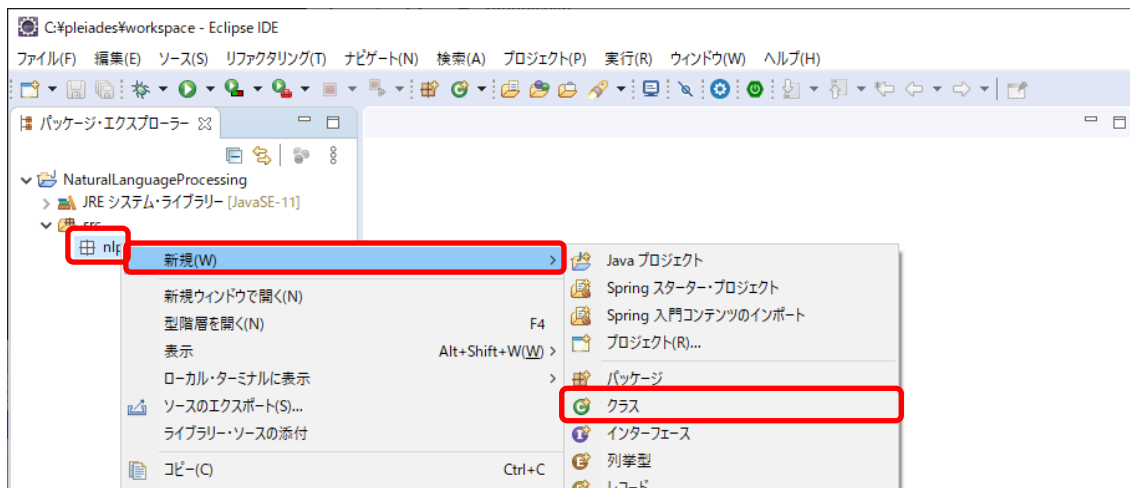 C:¥pleiades¥workspace - Eclipse IDE
ファイル(F) 編集(E) ソース(S) リファクタリング(T) ナビゲート(N) 検索(A) プロジェクト(P) 実行(R) ウィンドウ(W) ヘルプ(H)
パッケージ・エクスプローラー
NaturalLanguageProcessing
JRE システム・ライブラリー [JavaSE-11]
src
nlp
新規(W)
新規ウィンドウで開く(N)
型階層を開く(N) F4
表示 Alt+Shift+W(W) >
ローカル・ターミナルに表示
ソースのエクスポート(S)...
ライブラリー・ソースの添付
コピー(C) Ctrl+C
Java プロジェクト
Spring スターター・プロジェクト
Spring 入門コンテンツのインポート
プロジェクト(R)...
パッケージ
クラス
インターフェース
列挙型
レコード